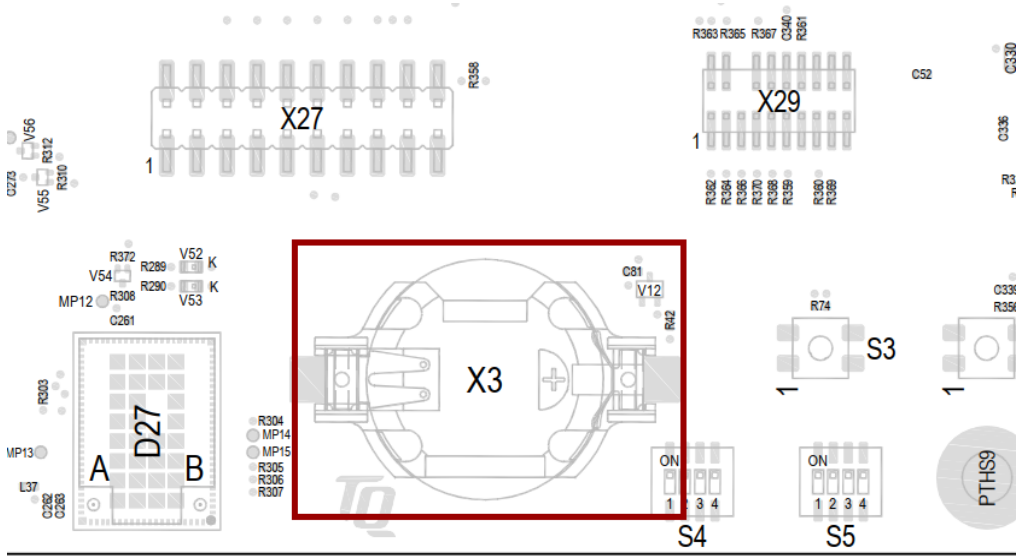 R363 R365 R367 C340 R361
C330
R358
C52
X27
X29
1
1
V56
R312
C336
C273
V55
R310
R362 R364 R366 R370 R368 R359 R360 R369
R372
V52
K
R289
V54
C81
R290
K
V12
V53
MP12
R308
C261
R42
R74
C339
R356
S3
X3
1
1
R303
D27
R304
MP14
MP13
MP15
A
B
R305
R306
R307
L37
C262
C263
TQ
ON
1 2 3 4
S4
ON
1 2 3 4
S5
PTHS9